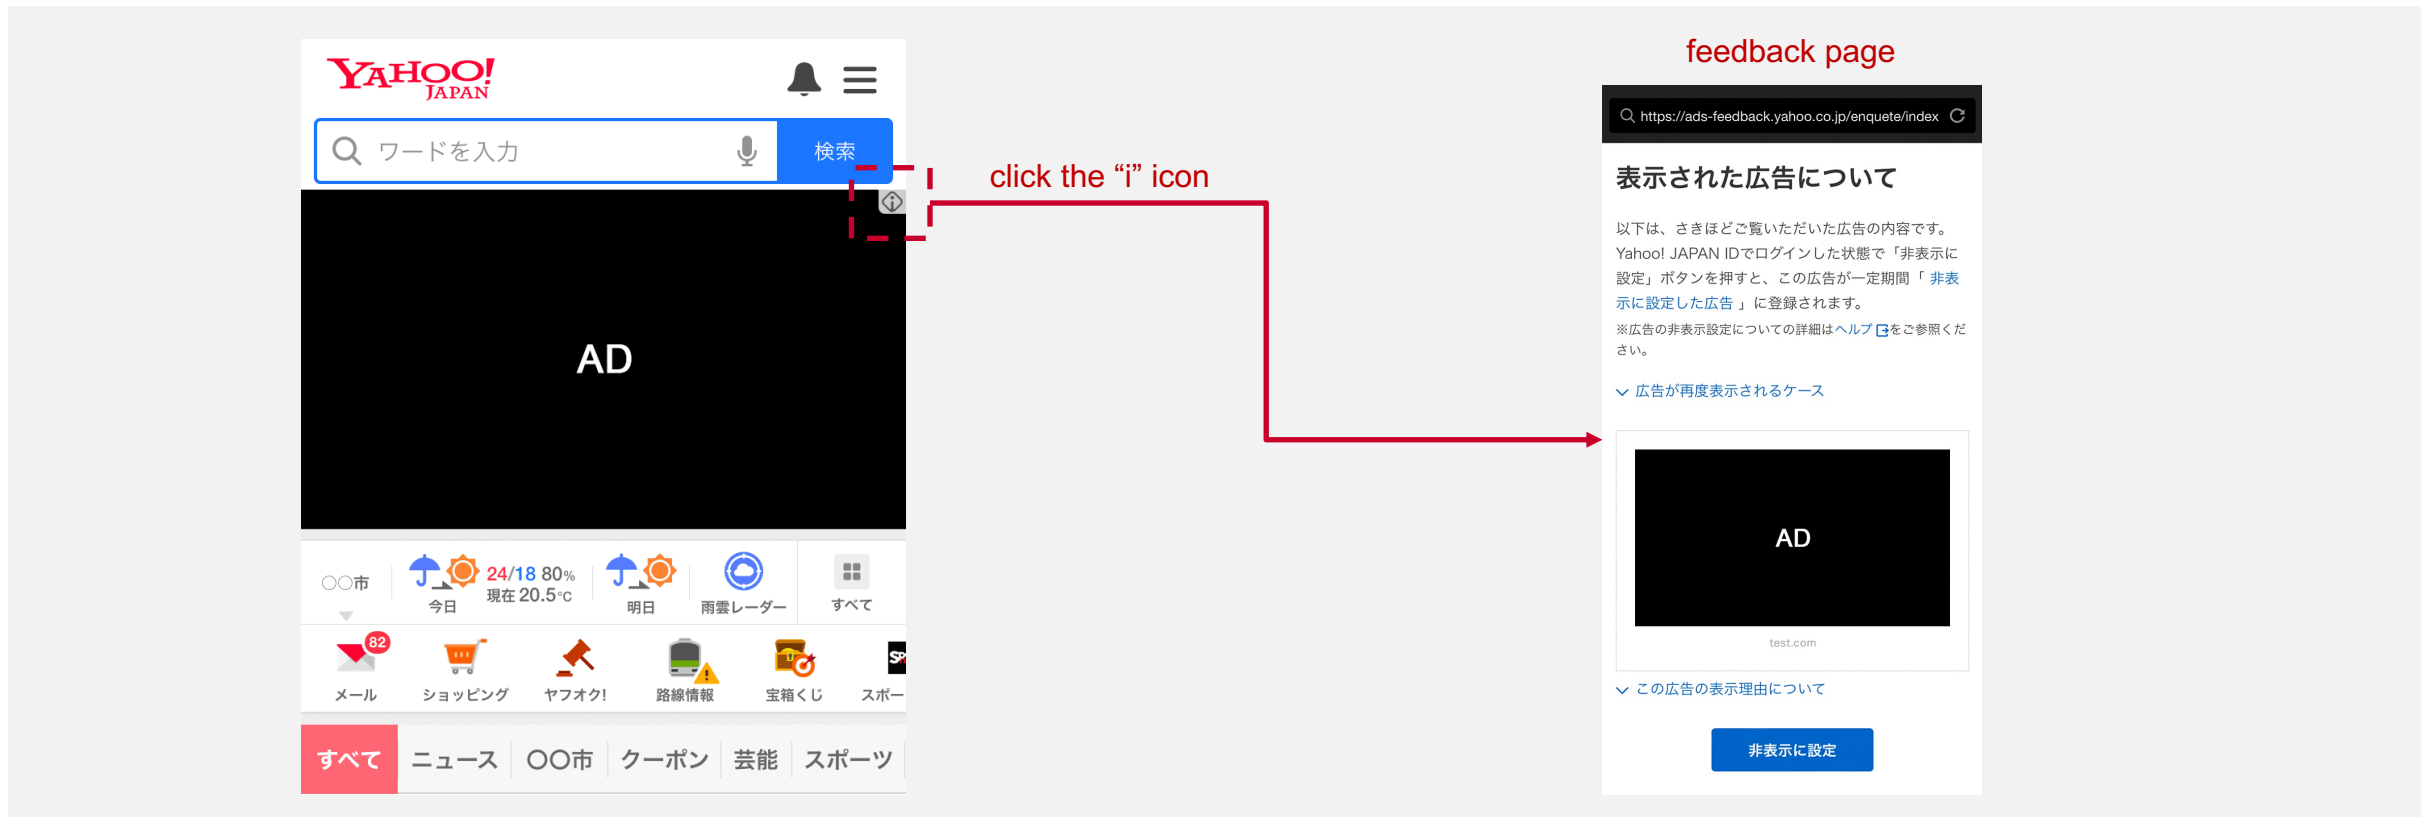 YAHOO!
JAPAN
ワードを入力
検索
AD
〇〇市
今日
24/18 80%
現在 20.5°C
明日
雨雲レーダー
すべて
82
メール
ショッピング
ヤフオク!
路線情報
宝箱くじ
スポー
すべて
ニュース
〇〇市
クーポン
芸能
スポーツ
click the “i” icon
feedback page
https://ads-feedback.yahoo.co.jp/enquete/index
表示された広告について
以下は、さきほどご覧いただいた広告の内容です。
Yahoo! JAPAN IDでログインした状態で「非表示に
設定」ボタンを押すと、この広告が一定期間「 非表
示に設定した広告 」に登録されます。
※広告の非表示設定についての詳細はヘルプをご参照くだ
さい。
広告が再度表示されるケース
AD
test.com
この広告の表示理由について
非表示に設定